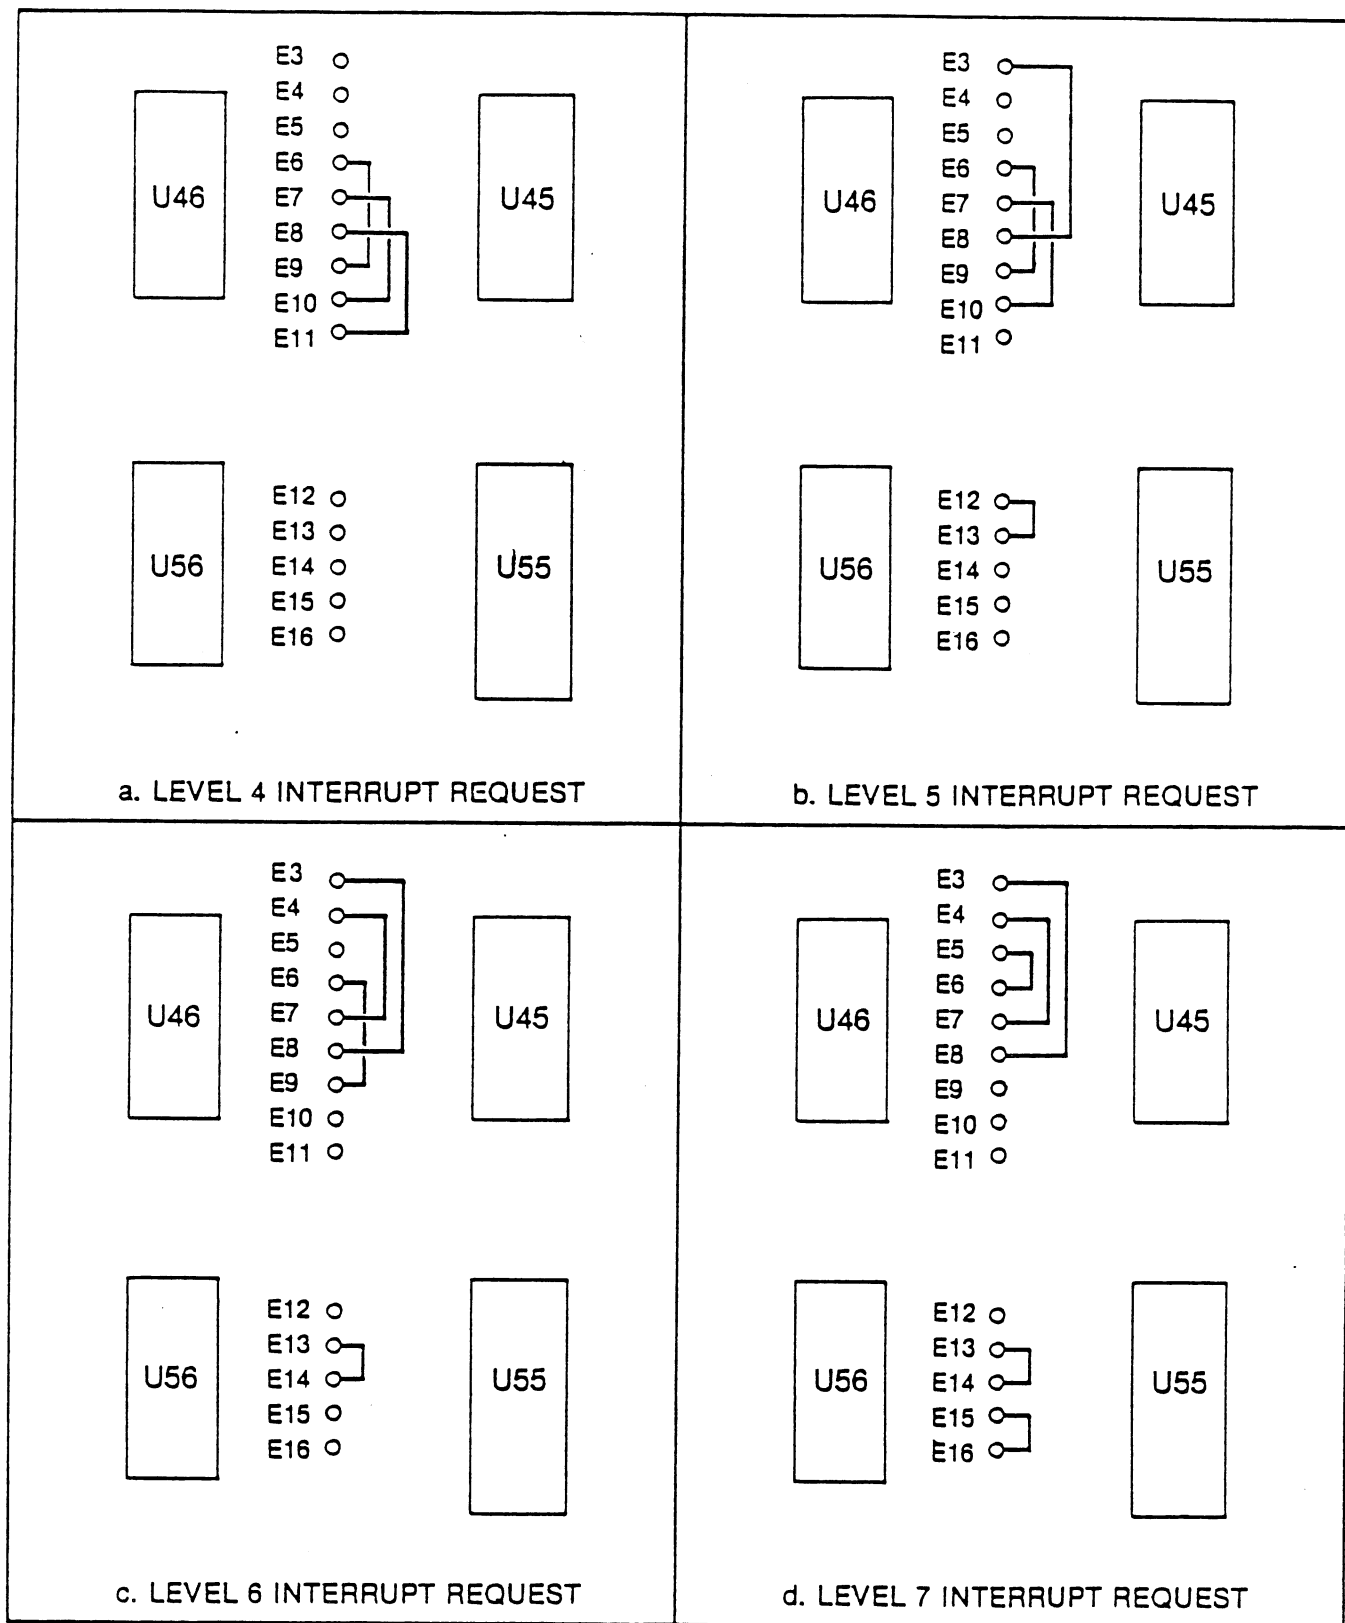 E3
E4
E5
E6
E7
E8
E9
E10
E11
U46
U45
E12
E13
E14
E15
E16
U56
U55
a. LEVEL 4 INTERRUPT REQUEST
E3
E4
E5
E6
E7
E8
E9
E10
E11
U46
U45
E12
E13
E14
E15
E16
U56
U55
b. LEVEL 5 INTERRUPT REQUEST
E3
E4
E5
E6
E7
E8
E9
E10
E11
U46
U45
E12
E13
E14
E15
E16
U56
U55
c. LEVEL 6 INTERRUPT REQUEST
E3
E4
E5
E6
E7
E8
E9
E10
E11
U46
U45
E12
E13
E14
E15
E16
U56
U55
d. LEVEL 7 INTERRUPT REQUEST